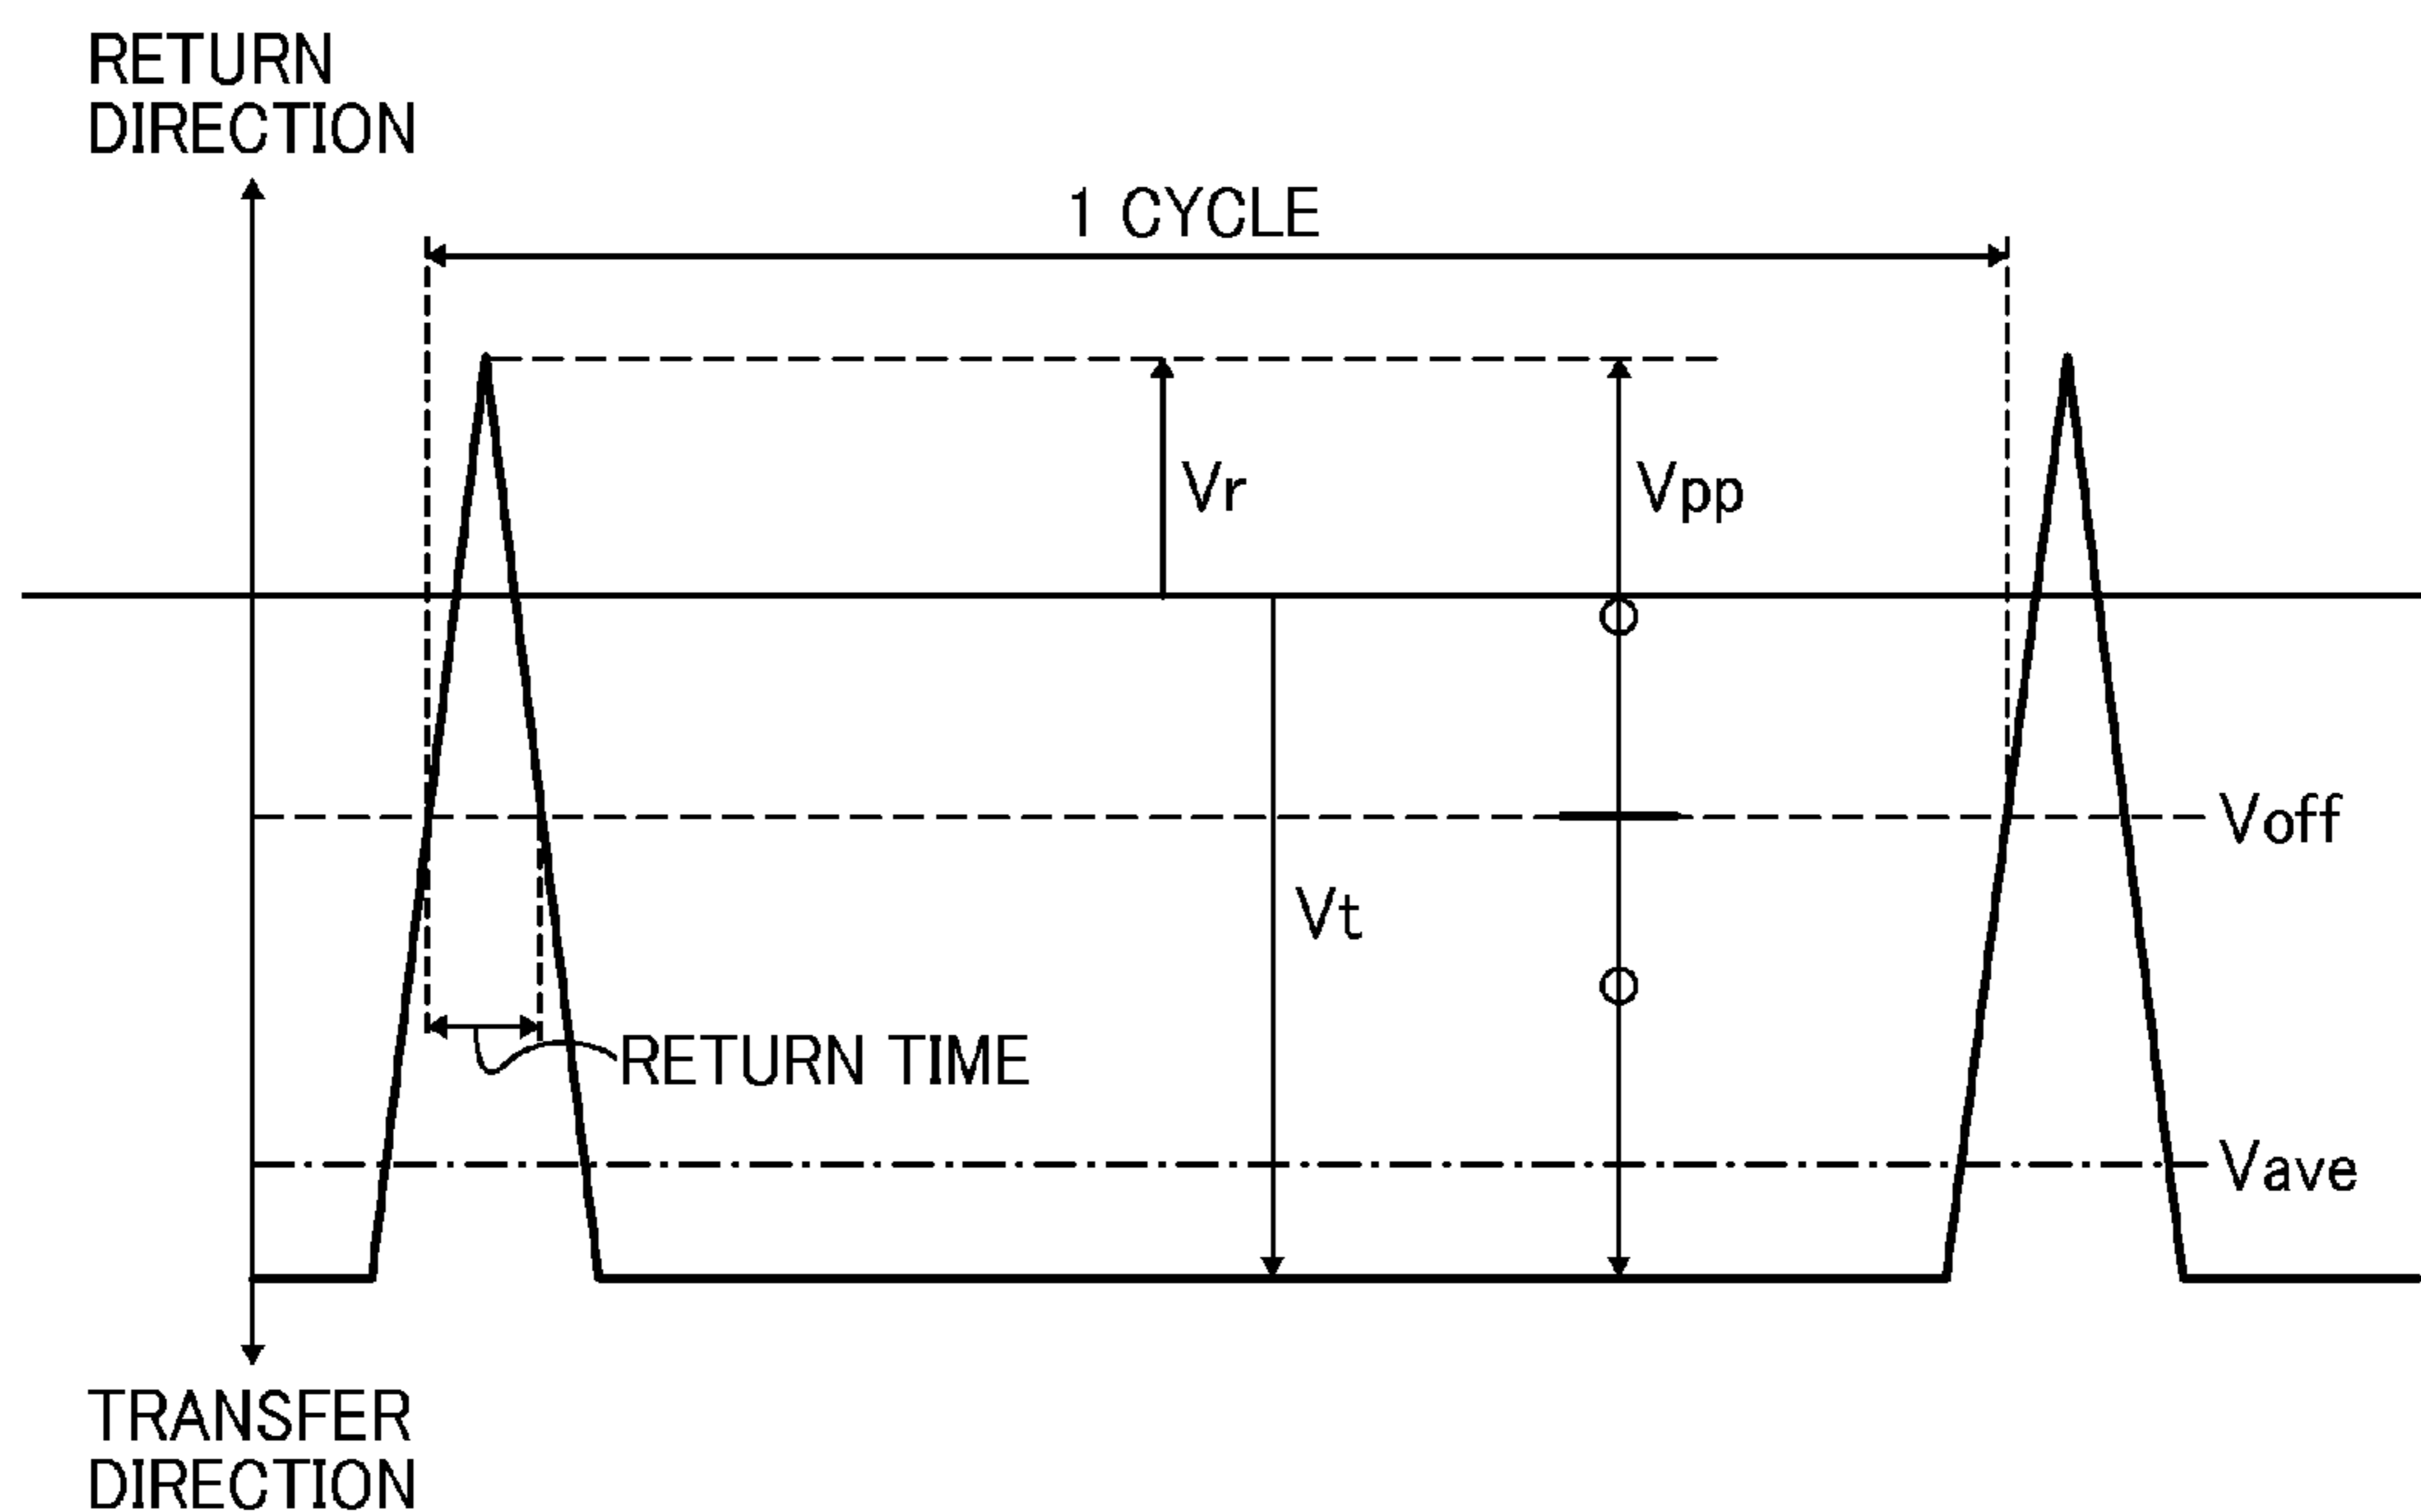 RETURN
DIRECTION
1 CYCLE
Vr
Vpp
Voff
Vt
RETURN TIME
Vave
TRANSFER
DIRECTION